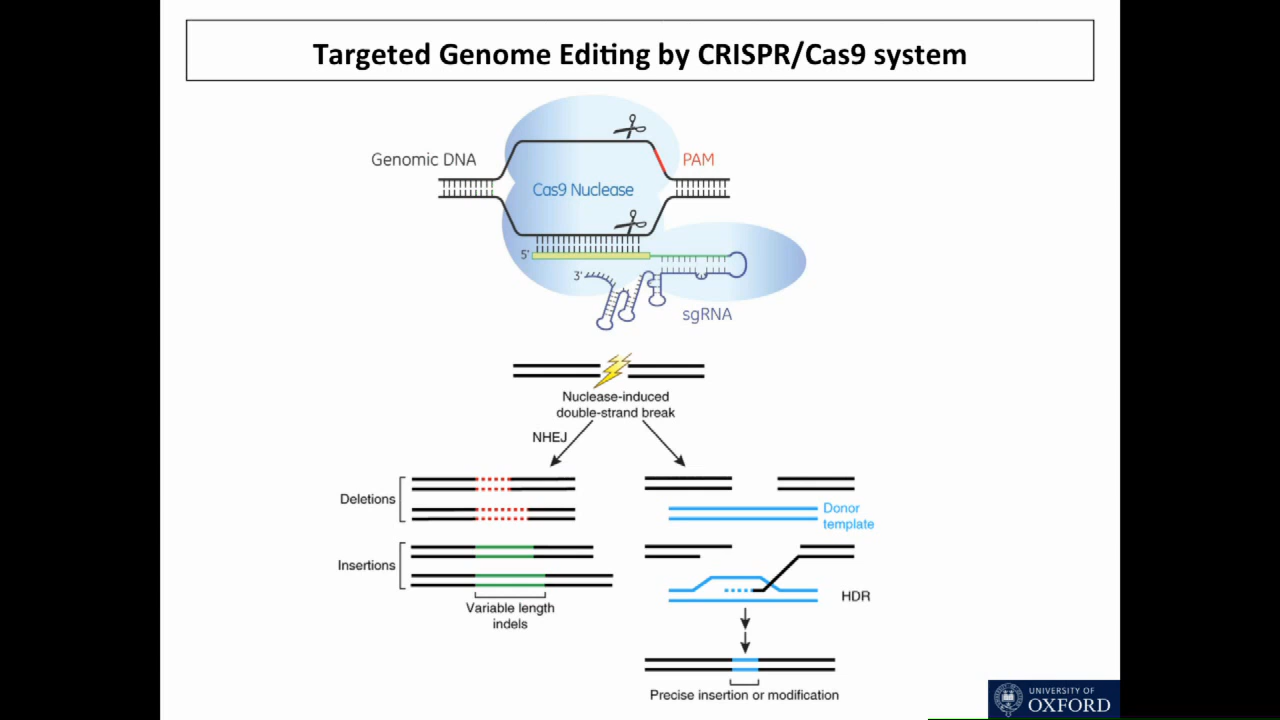 Targeted Genome Editing by CRISPR/Cas9 system
Genomic DNA
PAM
Cas9 Nuclease
5'
3'
sgRNA
Nuclease-induced
double-strand break
NHEJ
Deletions
Donor
template
Insertions
HDR
Variable length
indels
Precise insertion or modification
UNIVERSITY OF
OXFORD